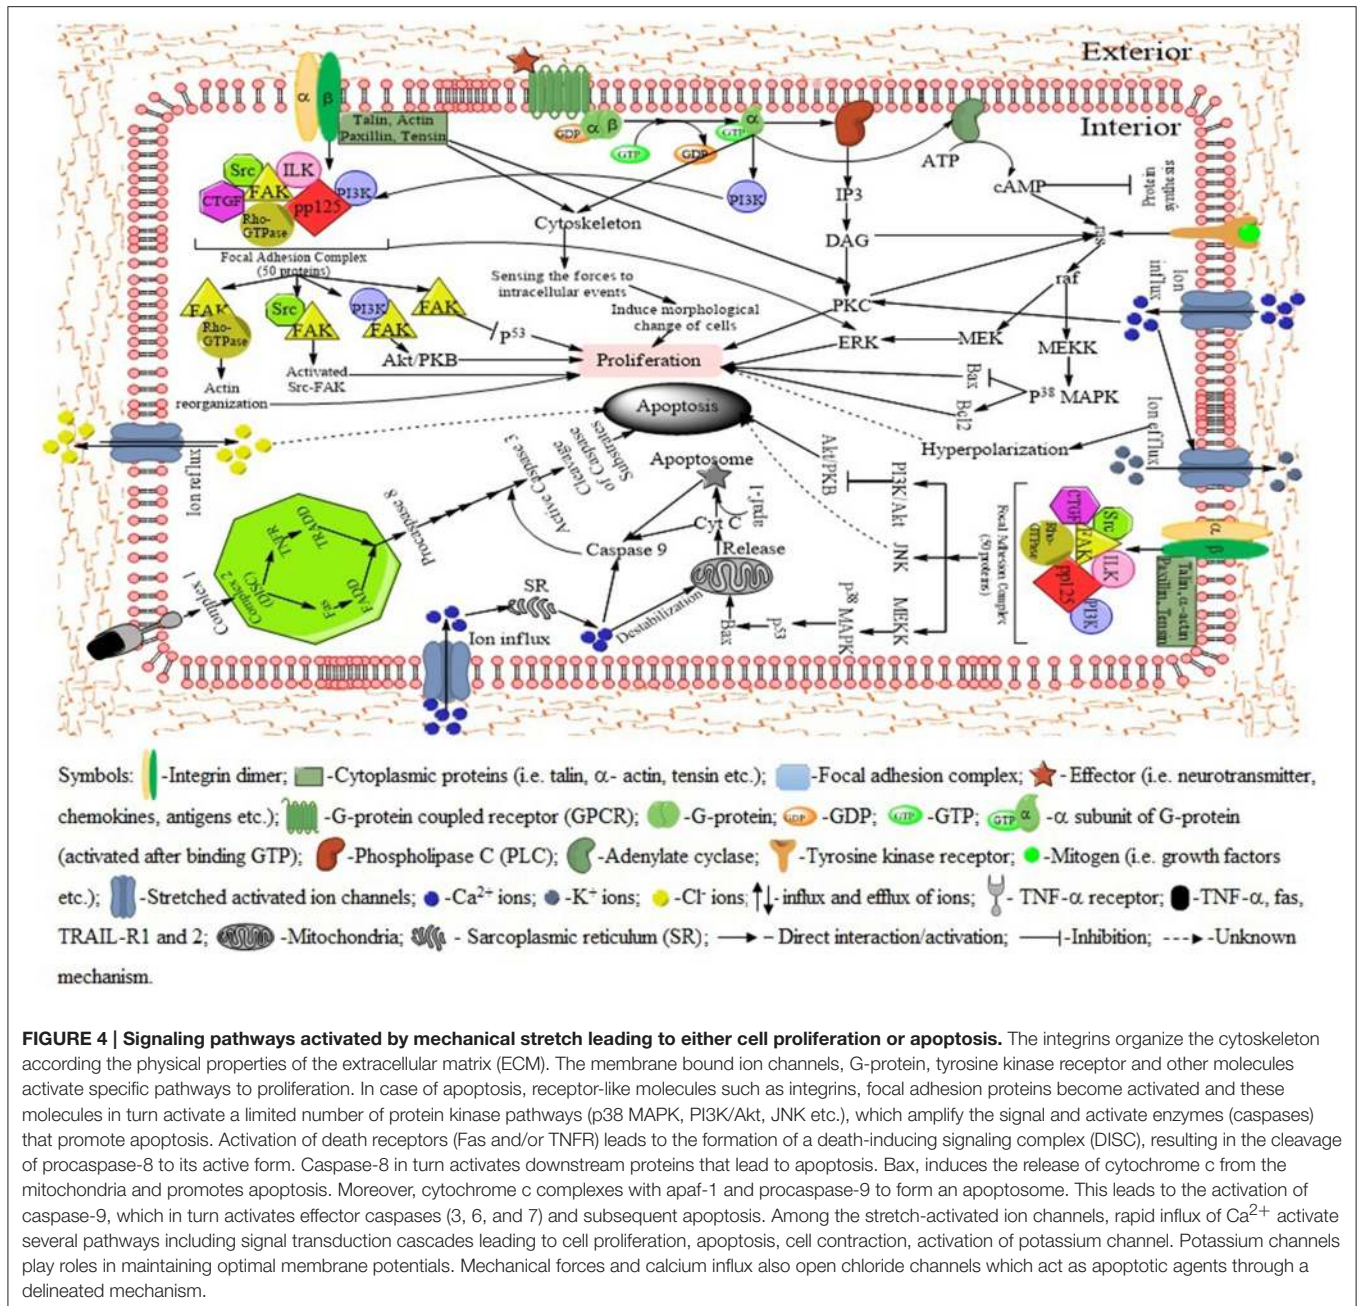 Exterior
Interior
α
β
Talin, Actin
Paxillin, Tensin
GDP
α β
GTP
GDP
GTP
α
ATP
cAMP
Protein
synthesis
Src
ILK
FAK
CTGF
pp125
PI3K
Rho-
GTPase
PI3K
IP3
Cytoskeleton
DAG
ras
Focal Adhesion Complex
(50 proteins)
Sensing the forces to
intracellular events
raf
Ion
influx
FAK
Rho-
GTPase
Src
FAK
PI3K
FAK
FAK
P53
Induce morphological
change of cells
PKC
ERK
MEK
MEKK
Akt/PKB
Proliferation
Activated
Src-FAK
Actin
reorganization
Bax
Bcl2
P38 MAPK
Apoptosis
Hyperpolarization
Ion efflux
Ion influx
Active Caspase 3
Cleavage
of Caspase
Substrates
Apoptosome
Akt/PKB
PI3K/Akt
Procaspase 8
apaf-1
Cyt C
Caspase 9
Release
JNK
Focal Adhesion Complex
(50 proteins)
CTGF
Src
Rho-
GTPase
FAK
ILK
pp125
PI3K
α
β
Talin, α-actin
Paxillin, Tensin
TNFR
TRADD
Complex 2
(DISC)
Fas
FADD
Complex 1
SR
Ion influx
Destabilization
Bax
p53
p38 MAPK
MEKK
Symbols: -Integrin dimer; -Cytoplasmic proteins (i.e. talin, α- actin, tensin etc.); -Focal adhesion complex; - Effector (i.e. neurotransmitter,
chemokines, antigens etc.); -G-protein coupled receptor (GPCR); -G-protein; GDP -GDP; GTP -GTP; GTP α -α subunit of G-protein
(activated after binding GTP); -Phospholipase C (PLC); -Adenylate cyclase; -Tyrosine kinase receptor; -Mitogen (i.e. growth factors
etc.); -Stretched activated ion channels; -Ca2+ ions; -K+ ions; -Cl- ions; -influx and efflux of ions; - TNF-α receptor; -TNF-α, fas,
TRAIL-R1 and 2; -Mitochondria; - Sarcoplasmic reticulum (SR); – Direct interaction/activation; -Inhibition; -Unknown
mechanism.
FIGURE 4 | Signaling pathways activated by mechanical stretch leading to either cell proliferation or apoptosis. The integrins organize the cytoskeleton
according the physical properties of the extracellular matrix (ECM). The membrane bound ion channels, G-protein, tyrosine kinase receptor and other molecules
activate specific pathways to proliferation. In case of apoptosis, receptor-like molecules such as integrins, focal adhesion proteins become activated and these
molecules in turn activate a limited number of protein kinase pathways (p38 MAPK, PI3K/Akt, JNK etc.), which amplify the signal and activate enzymes (caspases)
that promote apoptosis. Activation of death receptors (Fas and/or TNFR) leads to the formation of a death-inducing signaling complex (DISC), resulting in the cleavage
of procaspase-8 to its active form. Caspase-8 in turn activates downstream proteins that lead to apoptosis. Bax, induces the release of cytochrome c from the
mitochondria and promotes apoptosis. Moreover, cytochrome c complexes with apaf-1 and procaspase-9 to form an apoptosome. This leads to the activation of
caspase-9, which in turn activates effector caspases (3, 6, and 7) and subsequent apoptosis. Among the stretch-activated ion channels, rapid influx of Ca2+ activate
several pathways including signal transduction cascades leading to cell proliferation, apoptosis, cell contraction, activation of potassium channel. Potassium channels
play roles in maintaining optimal membrane potentials. Mechanical forces and calcium influx also open chloride channels which act as apoptotic agents through a
delineated mechanism.